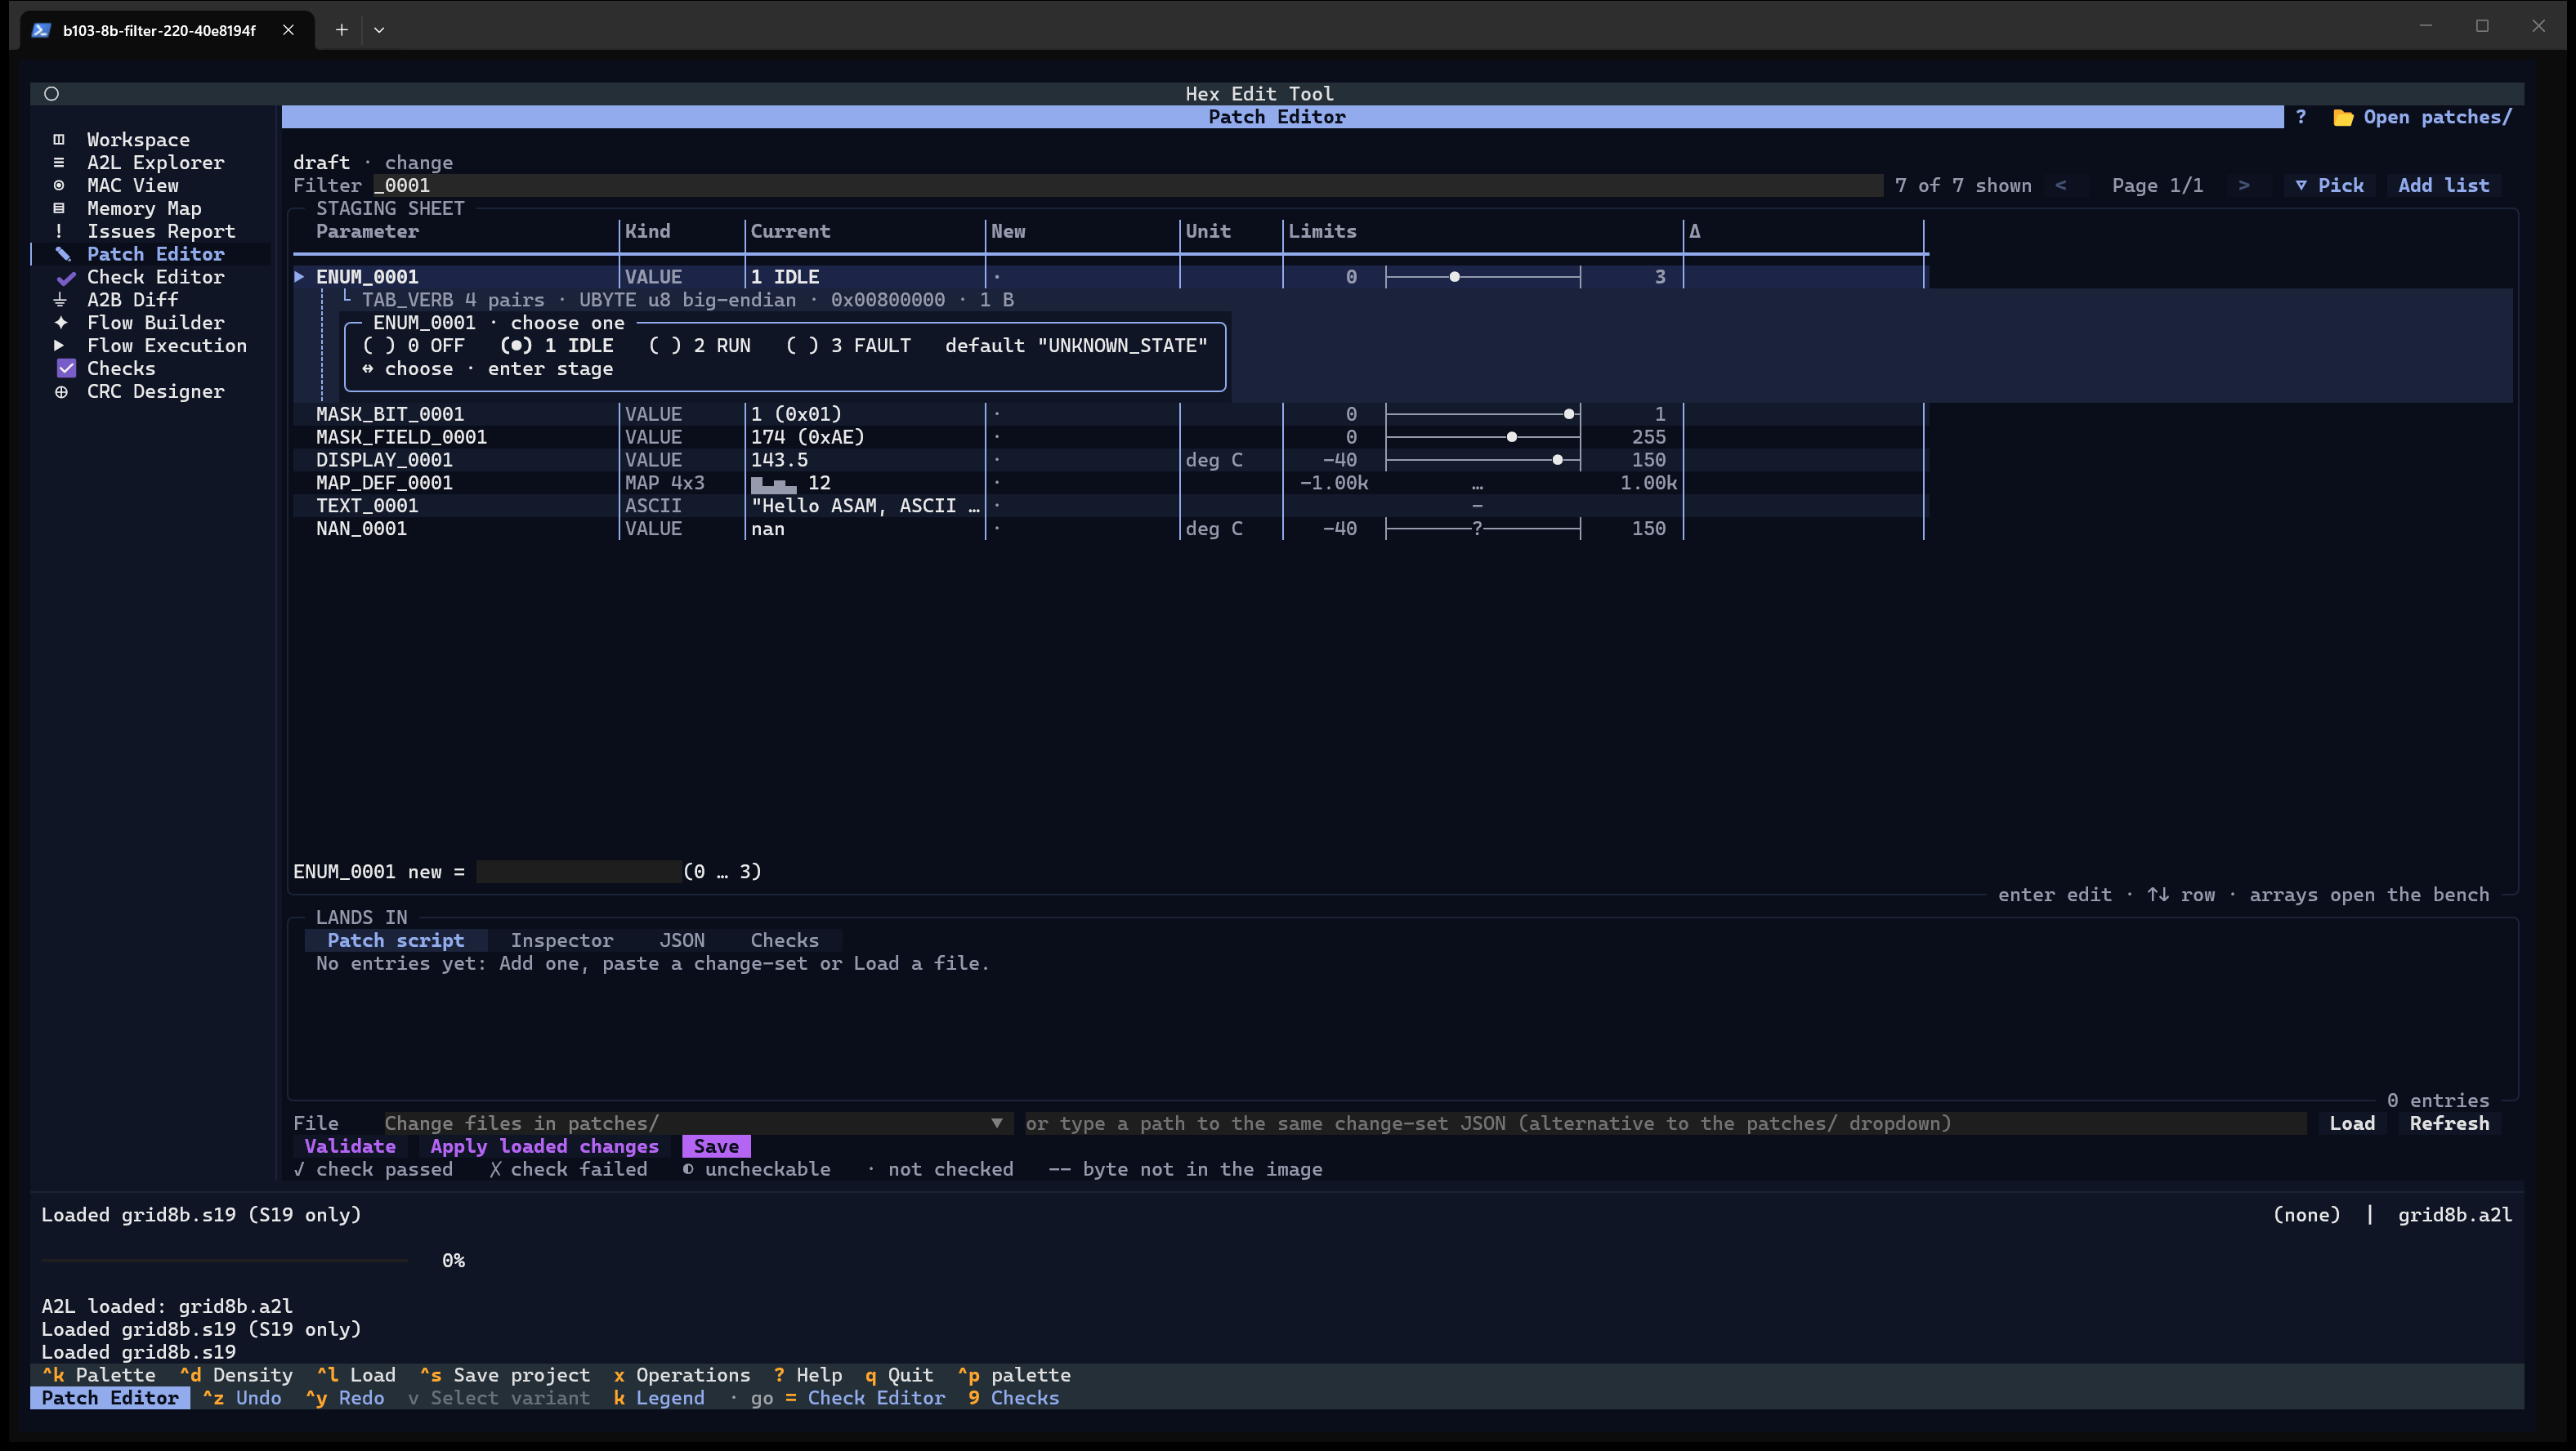 b103-8b-filter-220-40e8194f
Hex Edit Tool
Patch Editor ? Open patches/
Workspace
A2L Explorer
MAC View
Memory Map
! Issues Report
Patch Editor
Check Editor
A2B Diff
Flow Builder
Flow Execution
Checks
CRC Designer
draft · change
Filter _0001 7 of 7 shown < Page 1/1 > ▽ Pick Add list
STAGING SHEET
Parameter Kind Current New Unit Limits Δ
▶ ENUM_0001 VALUE 1 IDLE · 0 3
└ TAB_VERB 4 pairs · UBYTE u8 big-endian · 0x00800000 · 1 B
ENUM_0001 · choose one
( ) 0 OFF (●) 1 IDLE ( ) 2 RUN ( ) 3 FAULT default "UNKNOWN_STATE"
↔ choose · enter stage
MASK_BIT_0001 VALUE 1 (0x01) · 0 1
MASK_FIELD_0001 VALUE 174 (0xAE) · 0 255
DISPLAY_0001 VALUE 143.5 · deg C -40 150
MAP_DEF_0001 MAP 4x3 12 · -1.00k … 1.00k
TEXT_0001 ASCII "Hello ASAM, ASCII … · -
NAN_0001 VALUE nan · deg C -40 ? 150
ENUM_0001 new = (0 … 3)
enter edit · ↑↓ row · arrays open the bench
LANDS IN
Patch script Inspector JSON Checks
No entries yet: Add one, paste a change-set or Load a file.
0 entries
File Change files in patches/ ▼ or type a path to the same change-set JSON (alternative to the patches/ dropdown) Load Refresh
Validate Apply loaded changes Save
√ check passed ╳ check failed ◐ uncheckable · not checked -- byte not in the image
Loaded grid8b.s19 (S19 only) (none) | grid8b.a2l
0%
A2L loaded: grid8b.a2l
Loaded grid8b.s19 (S19 only)
Loaded grid8b.s19
^k Palette ^d Density ^l Load ^s Save project x Operations ? Help q Quit ^p palette
Patch Editor ^z Undo ^y Redo v Select variant k Legend · go = Check Editor 9 Checks